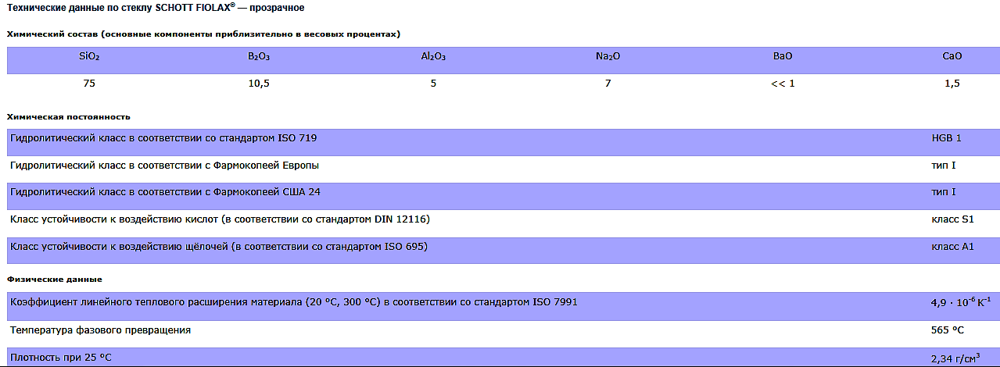 Технические данные по стеклу SCHOTT FIOLAX® — прозрачное
Химический состав (основные компоненты приблизительно в весовых процентах)
SiO₂ B₂O₃ Al₂O₃ Na₂O BaO CaO
75 10,5 5 7 << 1 1,5
Химическая постоянность
Гидролитический класс в соответствии со стандартом ISO 719 HGB 1
Гидролитический класс в соответствии с Фармокопеей Европы тип I
Гидролитический класс в соответствии с Фармокопеей США 24 тип I
Класс устойчивости к воздействию кислот (в соответствии со стандартом DIN 12116) класс S1
Класс устойчивости к воздействию щёлочей (в соответствии со стандартом ISO 695) класс A1
Физические данные
Коэффициент линейного теплового расширения материала (20 ºC, 300 ºC) в соответствии со стандартом ISO 7991 4,9 · 10⁻⁶ K⁻¹
Температура фазового превращения 565 ºC
Плотность при 25 ºC 2,34 г/см³